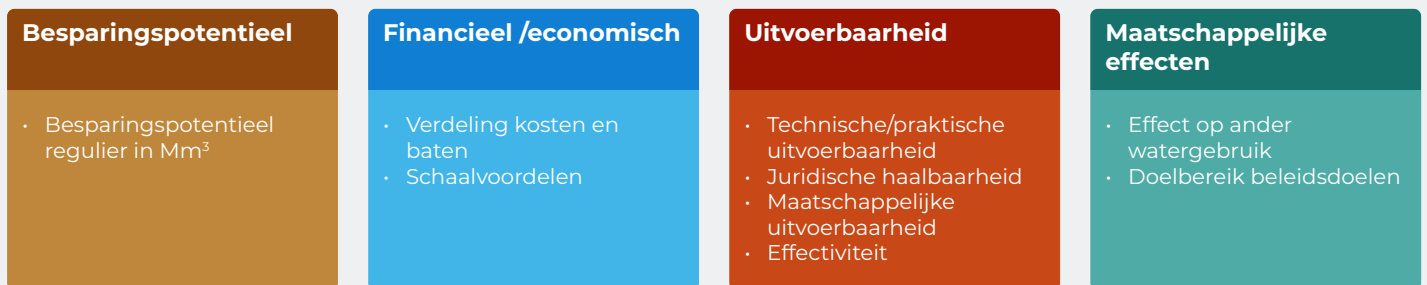 Besparingspotentieel
• Besparingspotentieel
regulier in Mm³
Financieel /economisch
• Verdeling kosten en
baten
• Schaalvoordelen
Uitvoerbaarheid
• Technische/praktische
uitvoerbaarheid
• Juridische haalbaarheid
• Maatschappelijke
uitvoerbaarheid
• Effectiviteit
Maatschappelijke
effecten
• Effect op ander
watergebruik
• Doelbereik beleidsdoelen